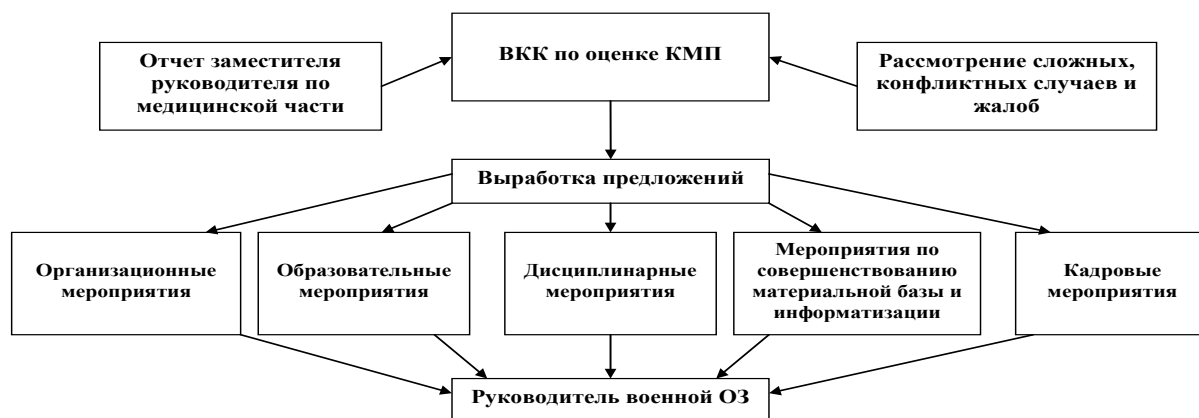 ВКК по оценке КМП
Отчет заместителя
руководителя по
медицинской части
Рассмотрение сложных,
конфликтных случаев и
жалоб
Выработка предложений
Организационные
мероприятия
Образовательные
мероприятия
Дисциплинарные
мероприятия
Мероприятия по
совершенствованию
материальной базы и
информатизации
Кадровые
мероприятия
Руководитель военной ОЗ